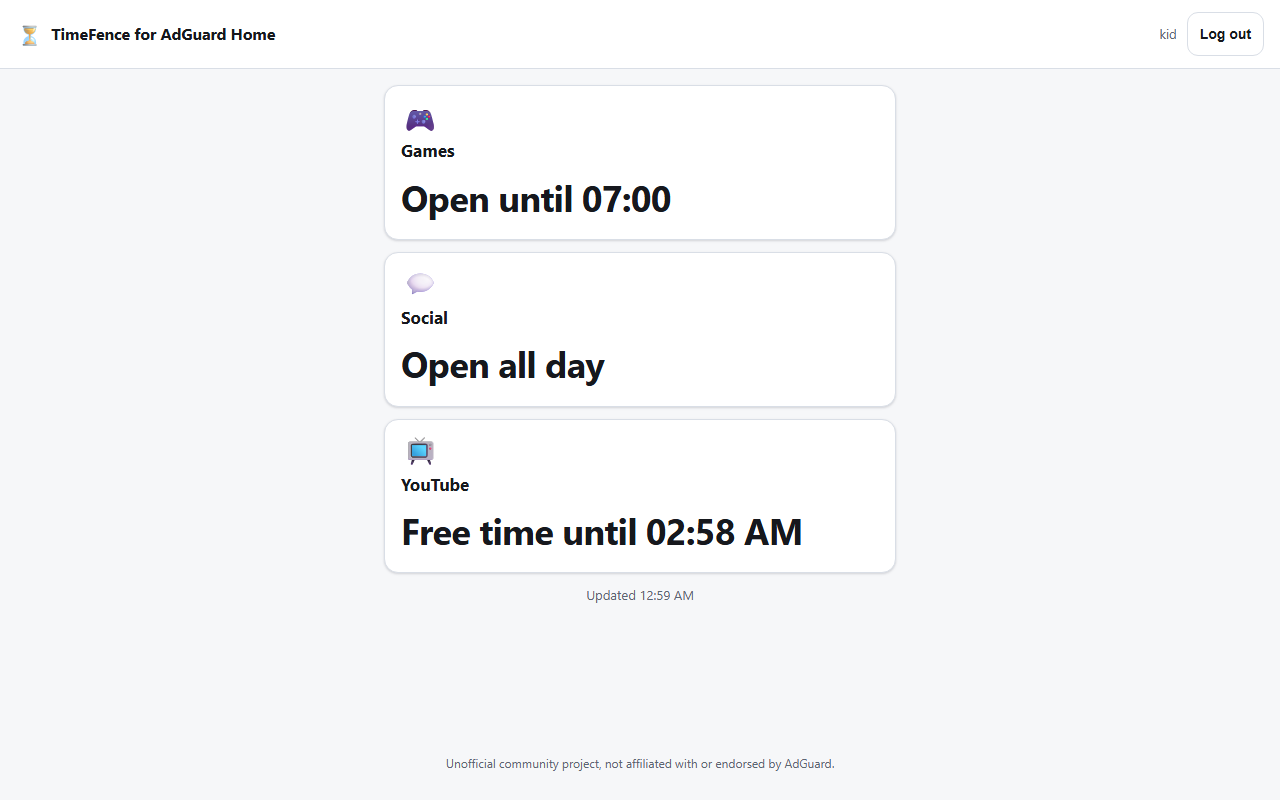 TimeFence for AdGuard Home
kid
Log out
Games
Open until 07:00
Social
Open all day
YouTube
Free time until 02:58 AM
Updated 12:59 AM
Unofficial community project, not affiliated with or endorsed by AdGuard.